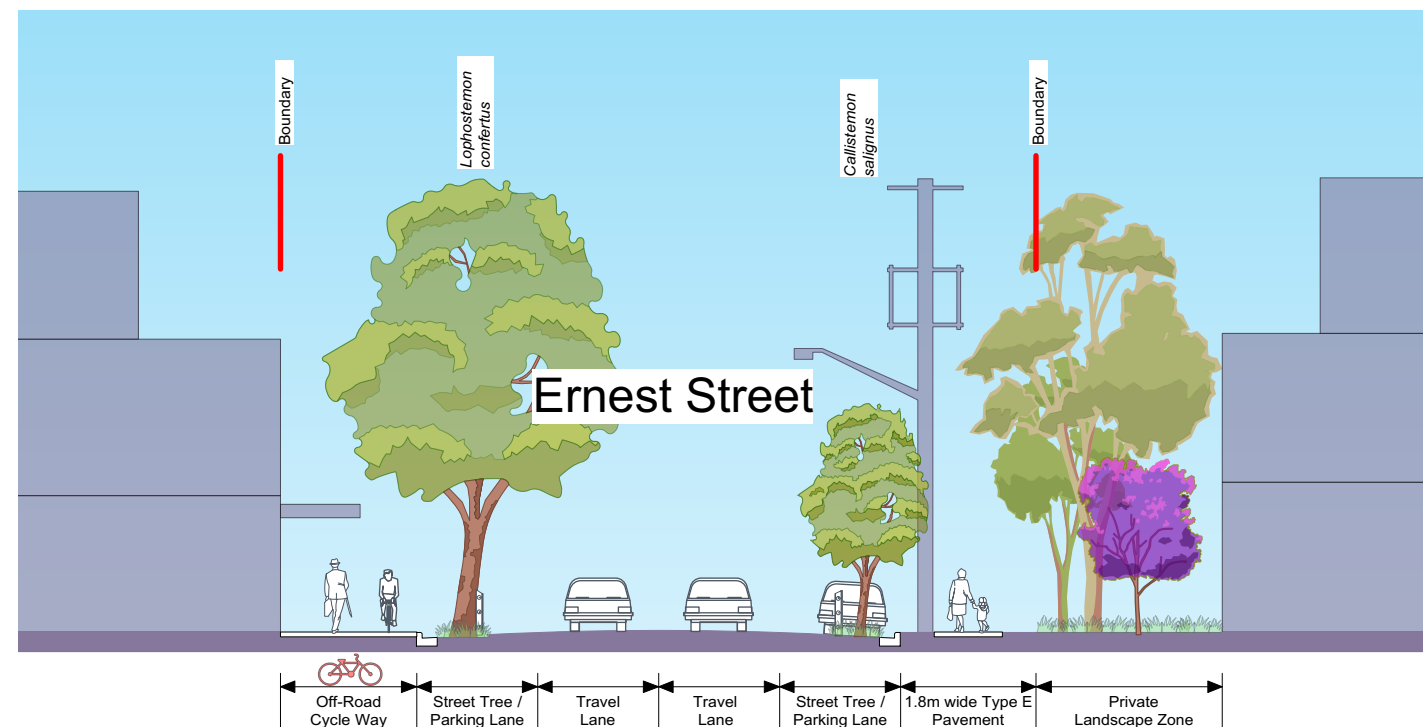 Boundary
Lophostemon
confertus
Callistemon
salignus
Boundary
Ernest Street
Off-Road
Cycle Way
Street Tree /
Parking Lane
Travel
Lane
Travel
Lane
Street Tree /
Parking Lane
1.8m wide Type E
Pavement
Private
Landscape Zone